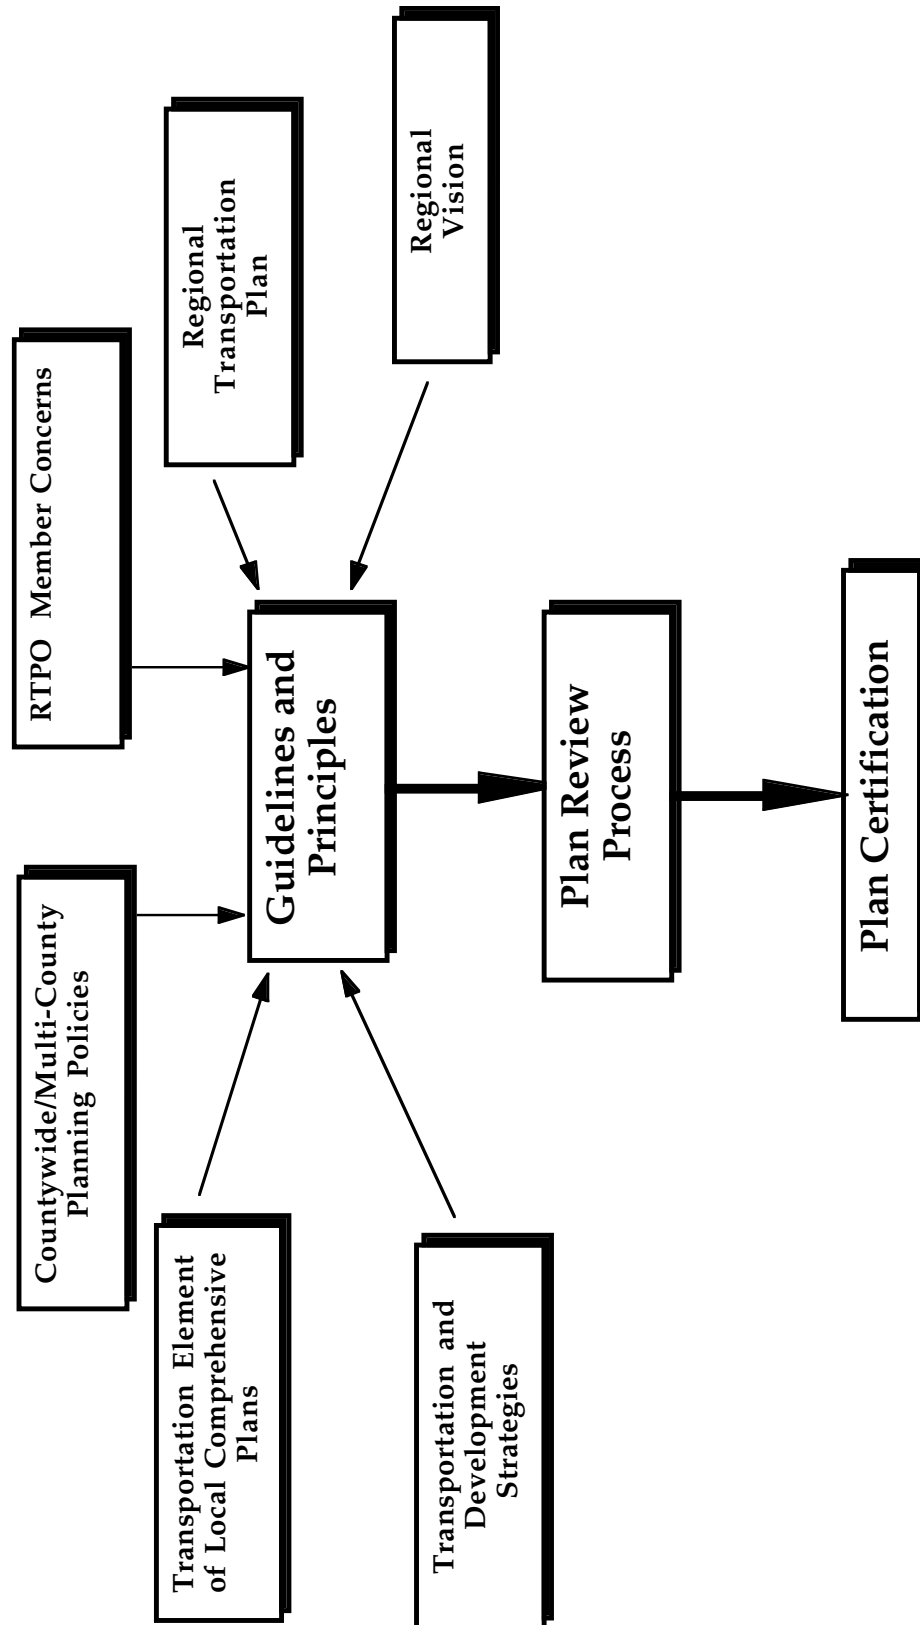 Countywide/Multi-County
Planning Policies
RTPO Member Concerns
Transportation Element
of Local Comprehensive
Plans
Regional
Transportation
Plan
Guidelines and
Principles
Transportation and
Development
Strategies
Regional
Vision
Plan Review
Process
Plan Certification